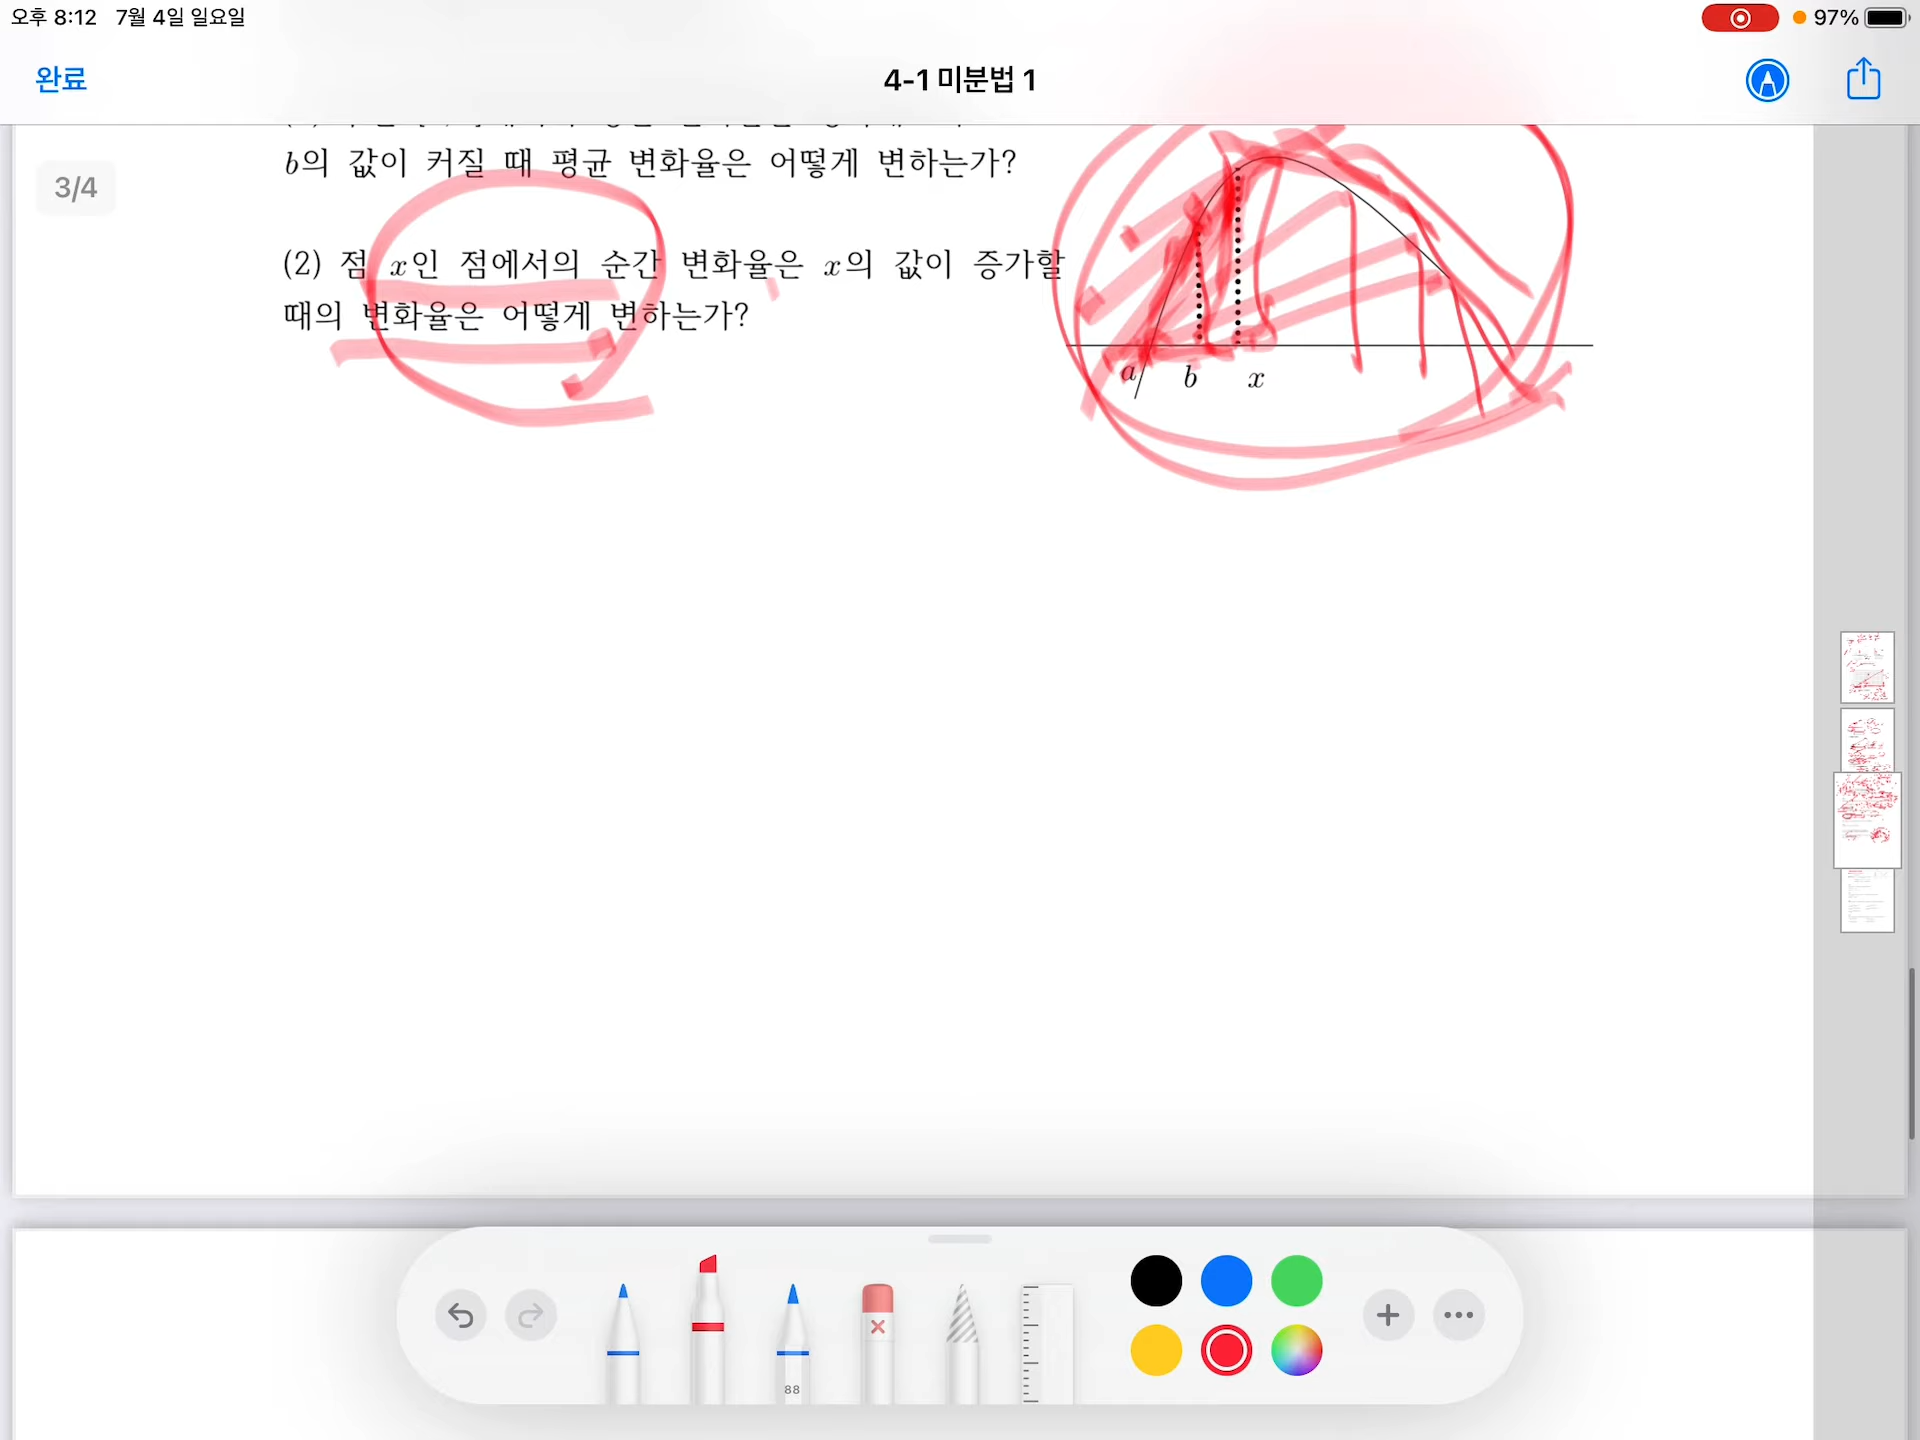 오후 8:12 7월 4일 일요일
97%
완료
4-1 미분법 1
3/4
b의 값이 커질 때 평균 변화율은 어떻게 변하는가?
(2) 점 x인 점에서의 순간 변화율은 x의 값이 증가할
때의 변화율은 어떻게 변하는가?
a b x
88